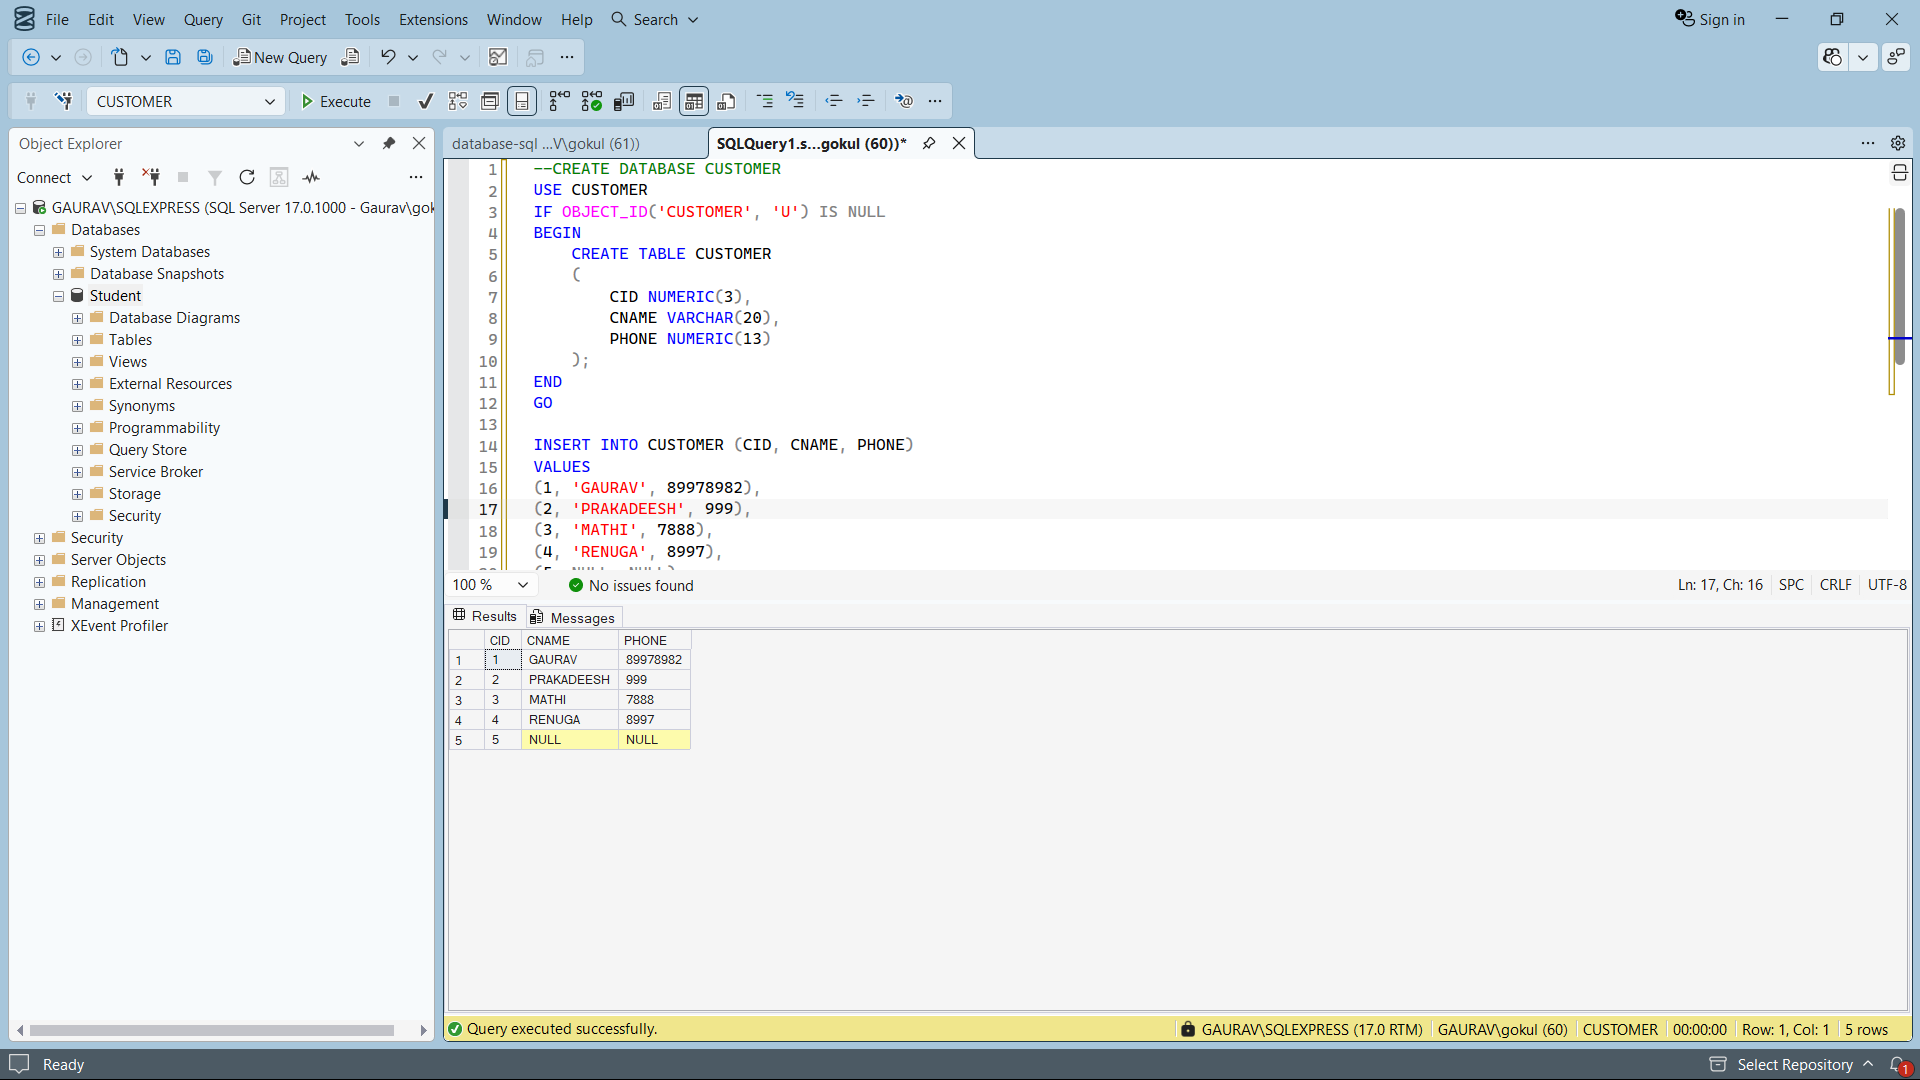 File Edit View Query Git Project Tools Extensions Window Help Search Sign in
New Query
CUSTOMER Execute
Object Explorer
Connect
GAURAV\SQLEXPRESS (SQL Server 17.0.1000 - Gaurav\gok
Databases
System Databases
Database Snapshots
Student
Database Diagrams
Tables
Views
External Resources
Synonyms
Programmability
Query Store
Service Broker
Storage
Security
Security
Server Objects
Replication
Management
XEvent Profiler
database-sql ...V\gokul (61)) SQLQuery1.s...gokul (60))*
1 --CREATE DATABASE CUSTOMER
2 USE CUSTOMER
3 IF OBJECT_ID('CUSTOMER', 'U') IS NULL
4 BEGIN
5 CREATE TABLE CUSTOMER
6 (
7 CID NUMERIC(3),
8 CNAME VARCHAR(20),
9 PHONE NUMERIC(13)
10 );
11 END
12 GO
13
14 INSERT INTO CUSTOMER (CID, CNAME, PHONE)
15 VALUES
16 (1, 'GAURAV', 89978982),
17 (2, 'PRAKADEESH', 999),
18 (3, 'MATHI', 7888),
19 (4, 'RENUGA', 8997),
100 % No issues found Ln: 17, Ch: 16 SPC CRLF UTF-8
Results Messages
CID CNAME PHONE
1 1 GAURAV 89978982
2 2 PRAKADEESH 999
3 3 MATHI 7888
4 4 RENUGA 8997
5 5 NULL NULL
Query executed successfully. GAURAV\SQLEXPRESS (17.0 RTM) GAURAV\gokul (60) CUSTOMER 00:00:00 Row: 1, Col: 1 5 rows
Ready Select Repository 1